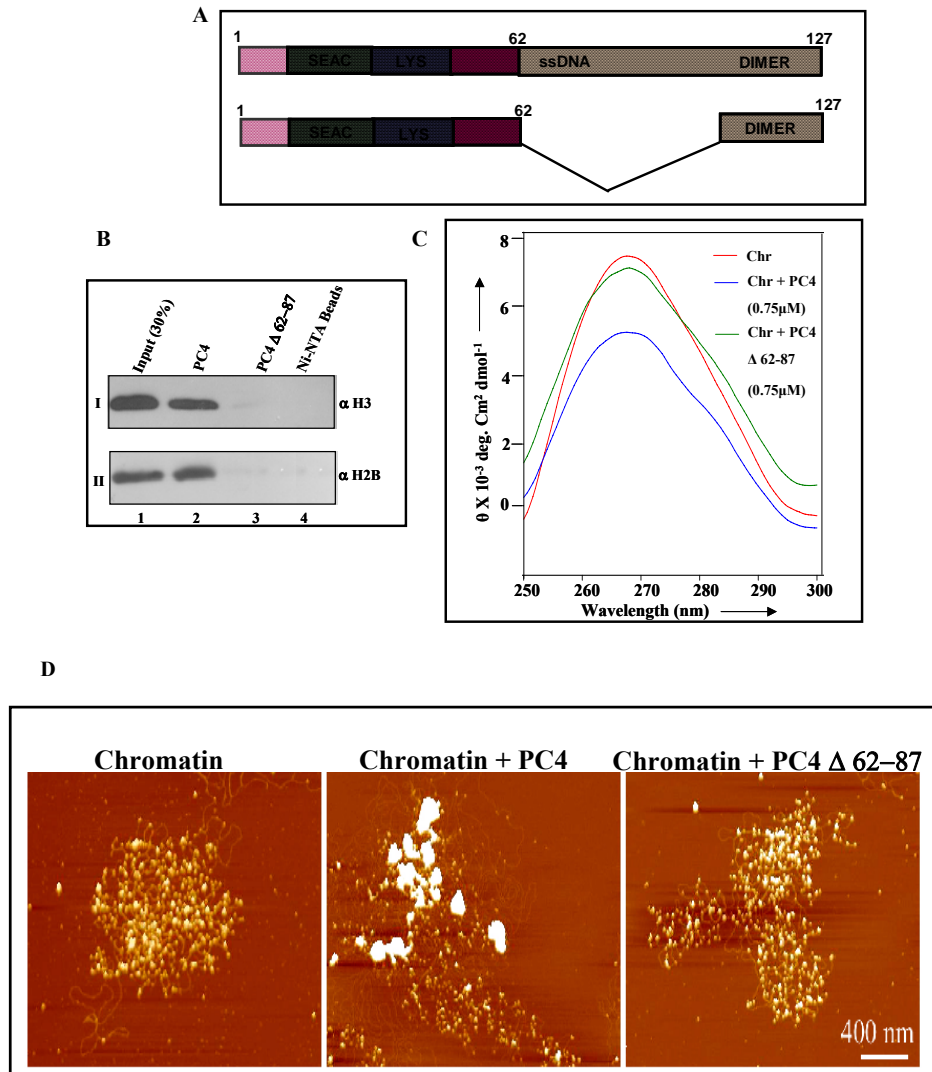 A
1
62
127
SEAC
LYS
ssDNA
DIMER
1
62
127
SEAC
LYS
DIMER
B
Input (30%)
PC4
PC4 Δ 62–87
Ni-NTA Beads
I
α H3
II
α H2B
1 2 3 4
C
θ X 10⁻³ deg. Cm² dmol⁻¹
8
6
4
2
0
Chr
Chr + PC4
(0.75μM)
Chr + PC4
Δ 62-87
(0.75μM)
250 260 270 280 290 300
Wavelength (nm)
D
Chromatin
Chromatin + PC4
Chromatin + PC4 Δ 62–87
400 nm